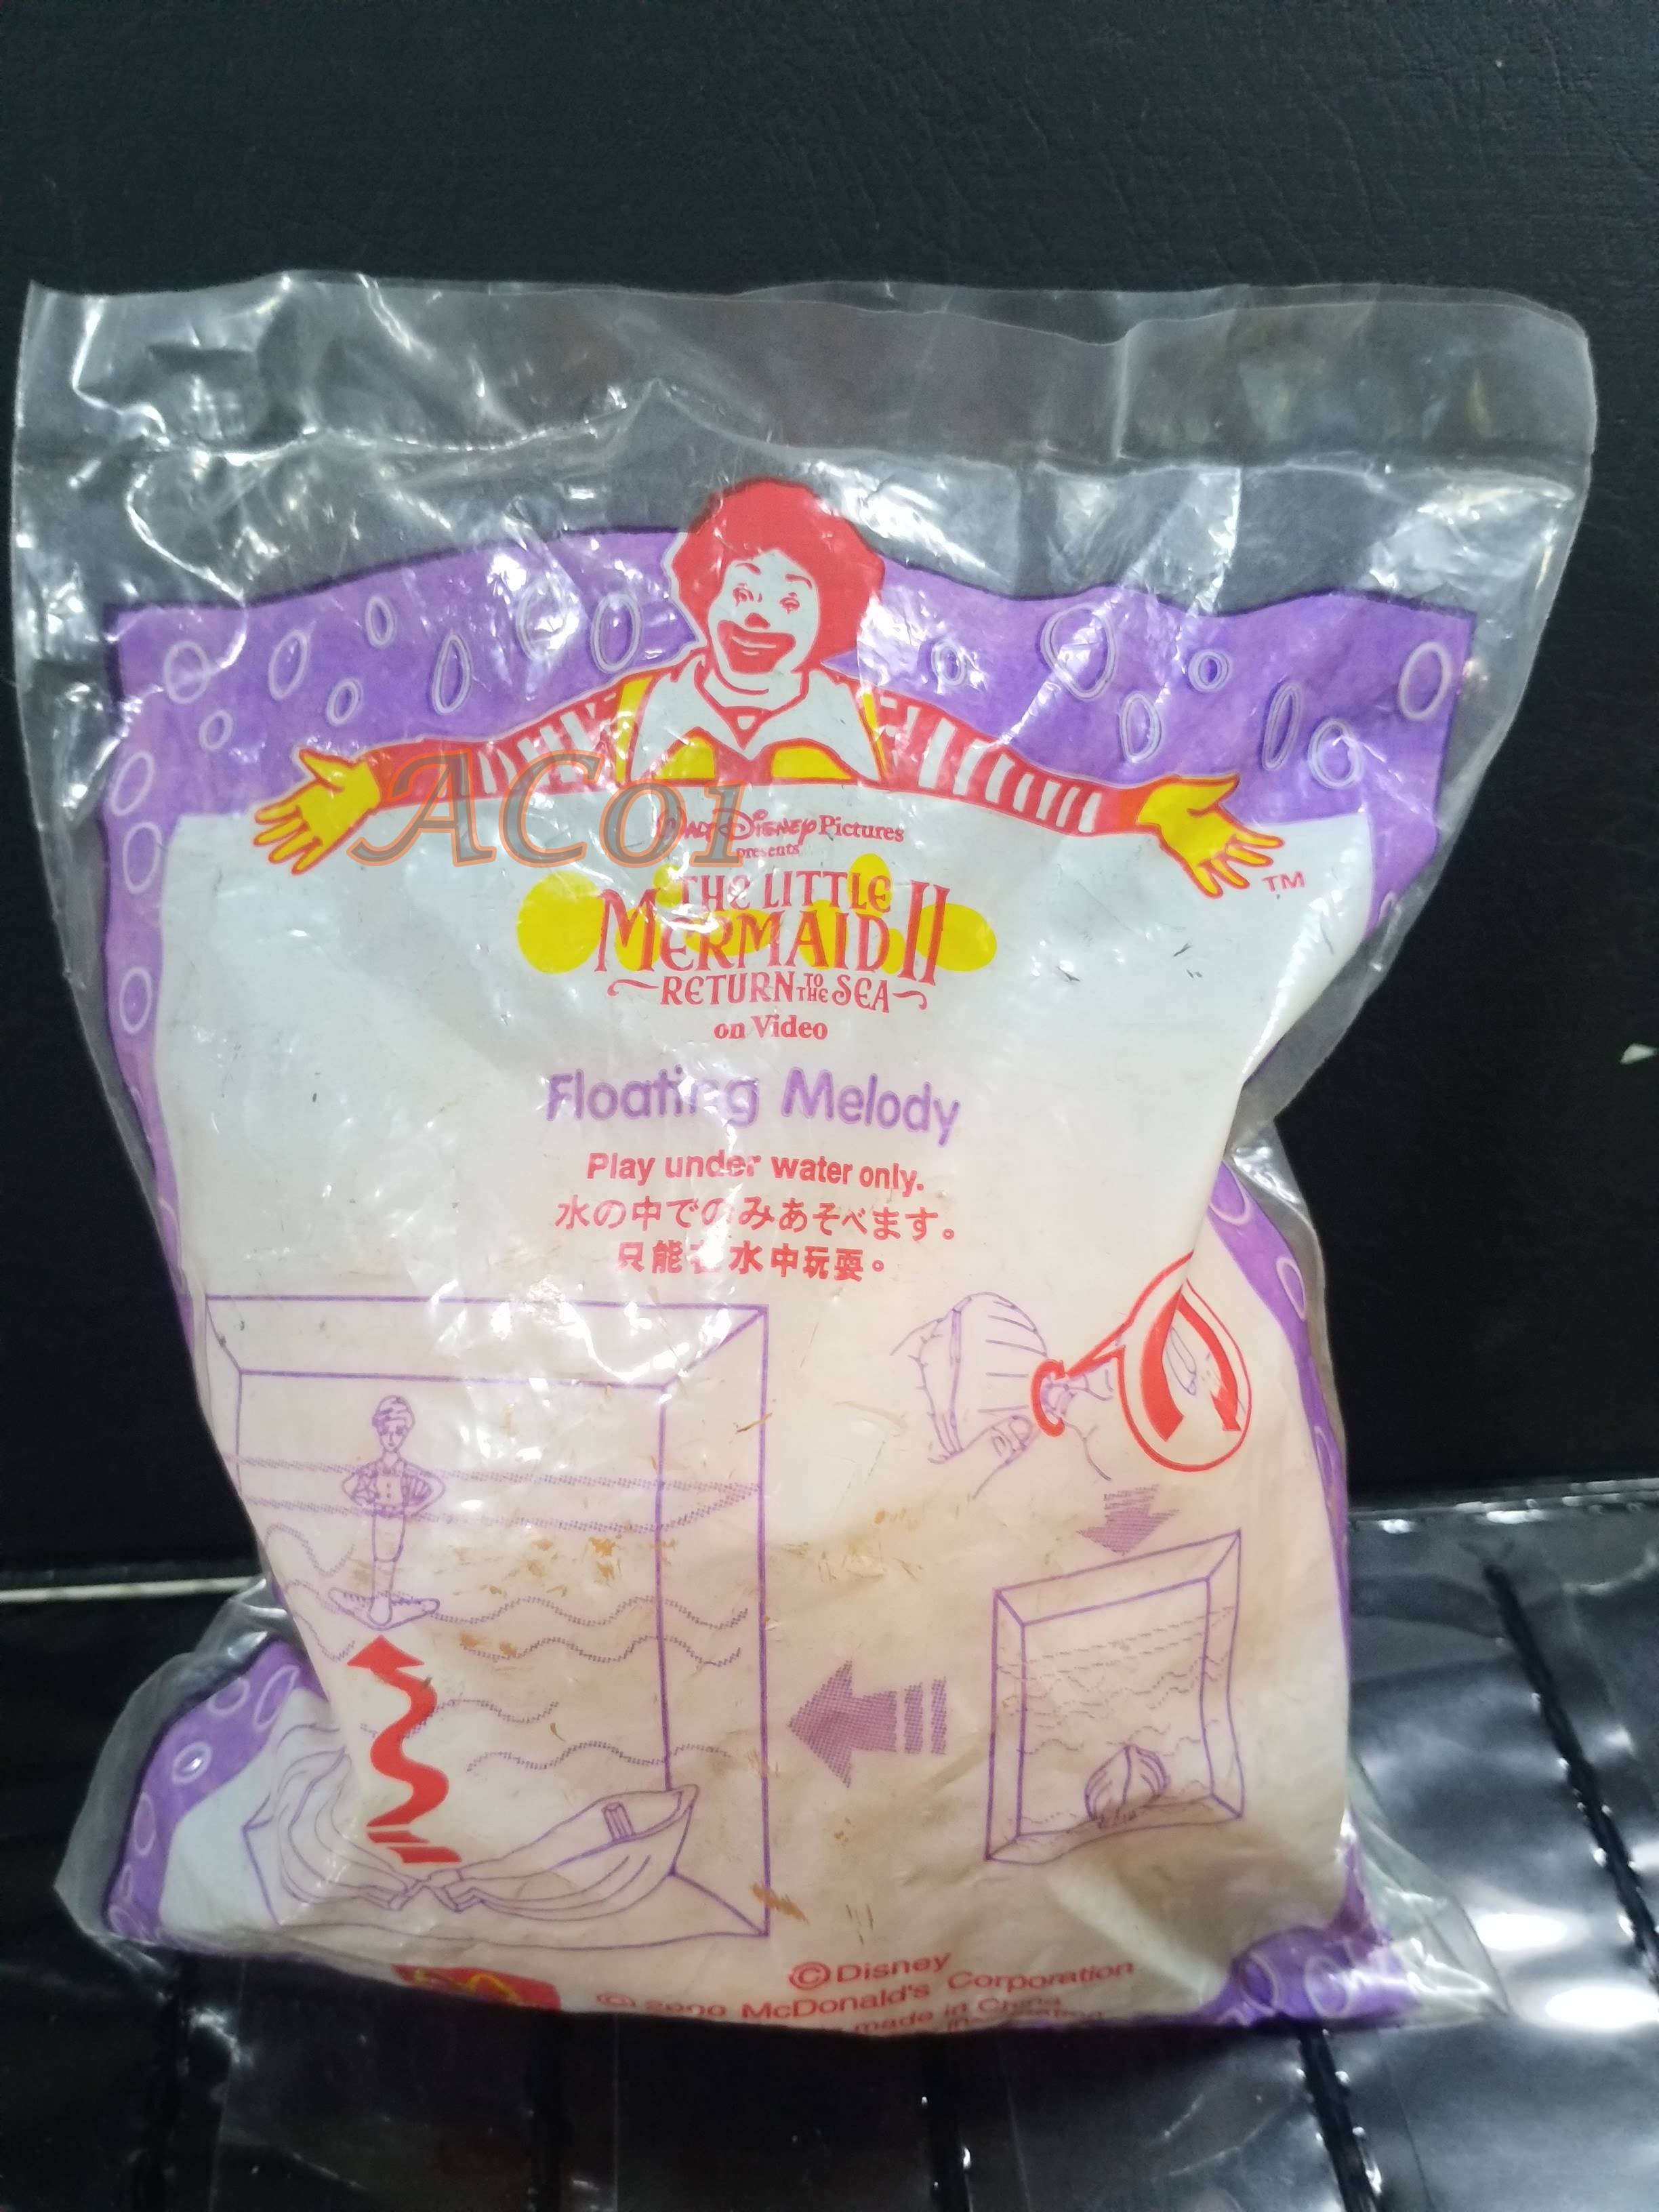 AC01
Walt Disney Pictures
presents
THE LITTLE
MERMAID II
RETURN TO THE SEA
on Video
TM
Floating Melody
Play under water only.
水の中でのみあそべます。
只能在水中玩耍。
©Disney
© 2000 McDonald's Corporation
made in China